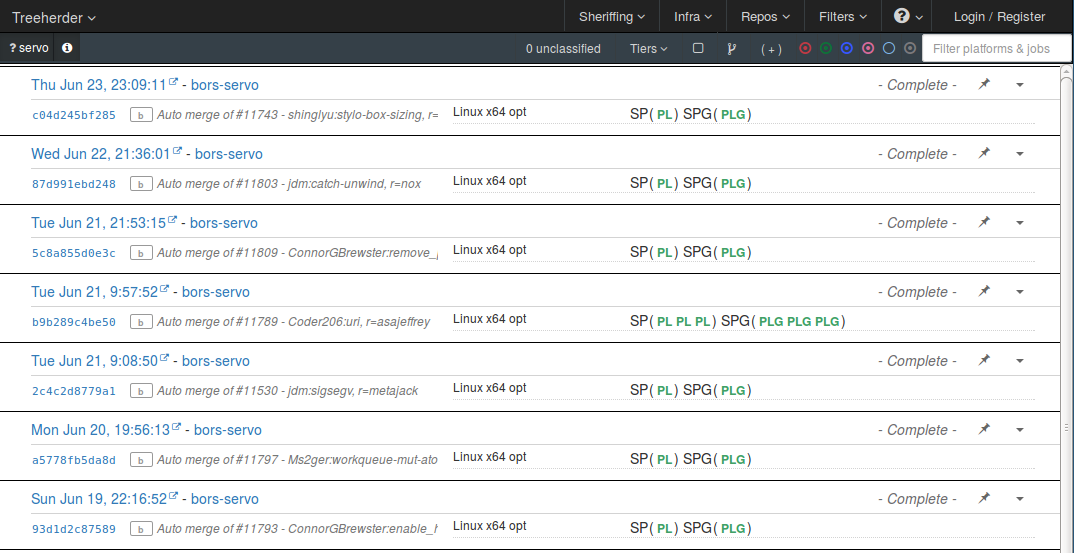 Treeherder Sheriffing Infra Repos Filters ? Login / Register
? servo 0 unclassified Tiers ( + ) Filter platforms & jobs
Thu Jun 23, 23:09:11 - bors-servo - Complete -
c04d245bf285 b Auto merge of #11743 - shinglyu:stylo-box-sizing, r= Linux x64 opt SP( PL ) SPG( PLG )
Wed Jun 22, 21:36:01 - bors-servo - Complete -
87d991ebd248 b Auto merge of #11803 - jdm:catch-unwind, r=nox Linux x64 opt SP( PL ) SPG( PLG )
Tue Jun 21, 21:53:15 - bors-servo - Complete -
5c8a855d0e3c b Auto merge of #11809 - ConnorGBrewster:remove_ Linux x64 opt SP( PL ) SPG( PLG )
Tue Jun 21, 9:57:52 - bors-servo - Complete -
b9b289c4be50 b Auto merge of #11789 - Coder206:uri, r=asajeffrey Linux x64 opt SP( PL PL PL ) SPG( PLG PLG PLG )
Tue Jun 21, 9:08:50 - bors-servo - Complete -
2c4c2d8779a1 b Auto merge of #11530 - jdm:sigsegv, r=metajack Linux x64 opt SP( PL ) SPG( PLG )
Mon Jun 20, 19:56:13 - bors-servo - Complete -
a5778fb5da8d b Auto merge of #11797 - Ms2ger:workqueue-mut-ato Linux x64 opt SP( PL ) SPG( PLG )
Sun Jun 19, 22:16:52 - bors-servo - Complete -
93d1d2c87589 b Auto merge of #11793 - ConnorGBrewster:enable_ Linux x64 opt SP( PL ) SPG( PLG )